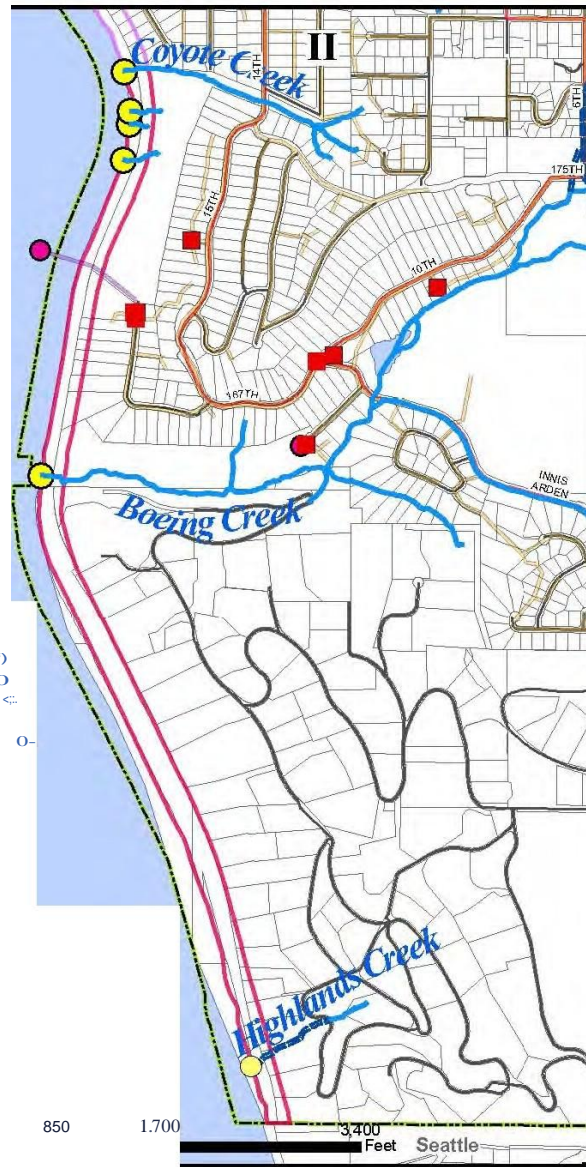 Coyote Creek
II
14TH
6TH
175TH
15TH
10TH
167TH
INNIS
ARDEN
Boeing Creek
Highlands Creek
850 1.700 3,400
Feet Seattle